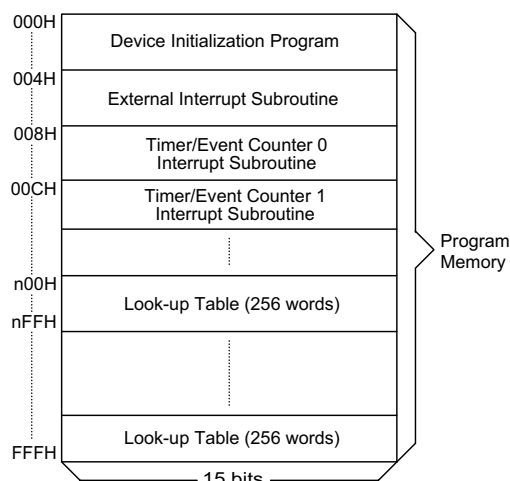 000H
Device Initialization Program
004H
External Interrupt Subroutine
008H
Timer/Event Counter 0
Interrupt Subroutine
00CH
Timer/Event Counter 1
Interrupt Subroutine
Program
Memory
n00H
Look-up Table (256 words)
nFFH
Look-up Table (256 words)
FFFH
15 bits